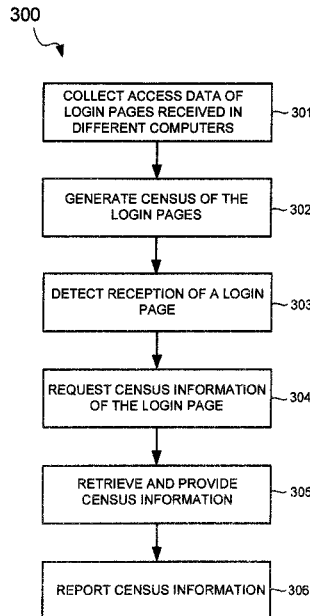 300
COLLECT ACCESS DATA OF
LOGIN PAGES RECEIVED IN
DIFFERENT COMPUTERS
301
GENERATE CENSUS OF THE
LOGIN PAGES
302
DETECT RECEPTION OF A LOGIN
PAGE
303
REQUEST CENSUS INFORMATION
OF THE LOGIN PAGE
304
RETRIEVE AND PROVIDE
CENSUS INFORMATION
305
REPORT CENSUS INFORMATION
306